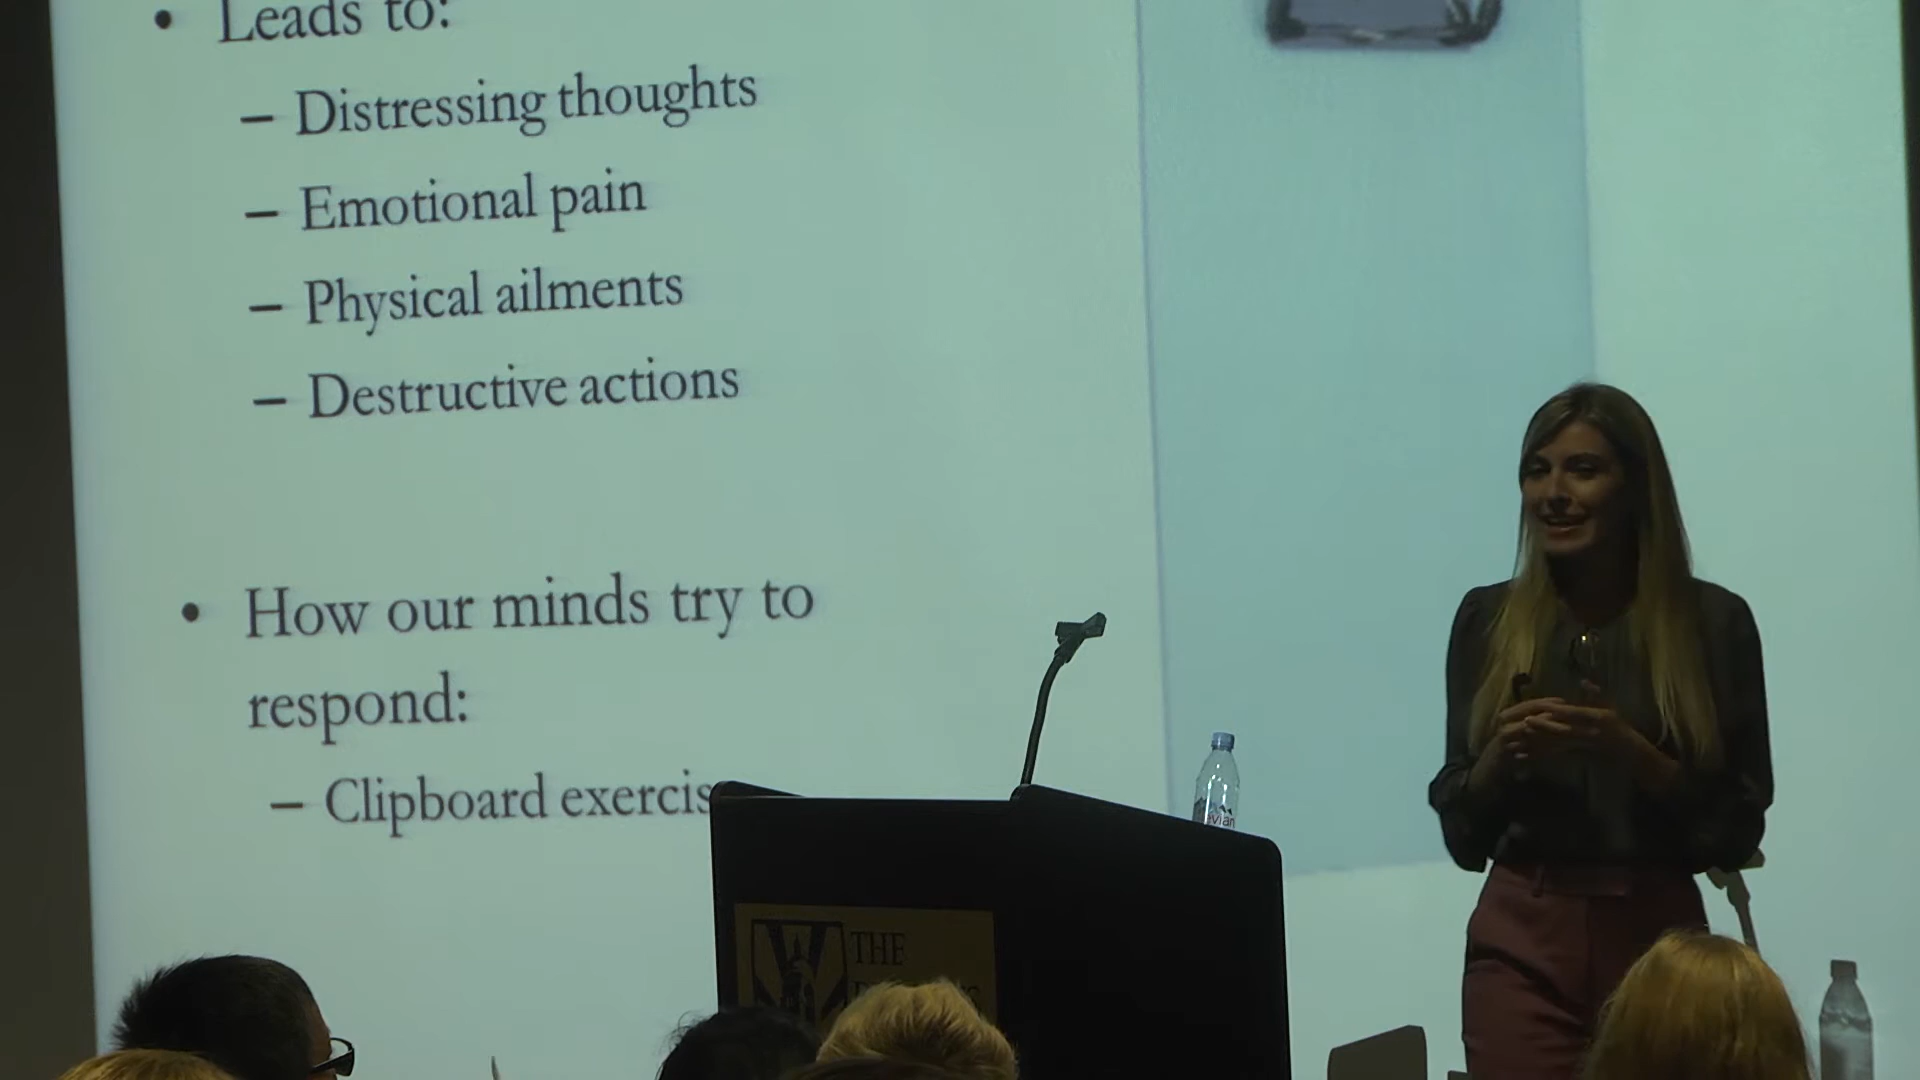 • Leads to:
– Distressing thoughts
– Emotional pain
– Physical ailments
– Destructive actions
• How our minds try to
respond:
– Clipboard exercis
evian
THE